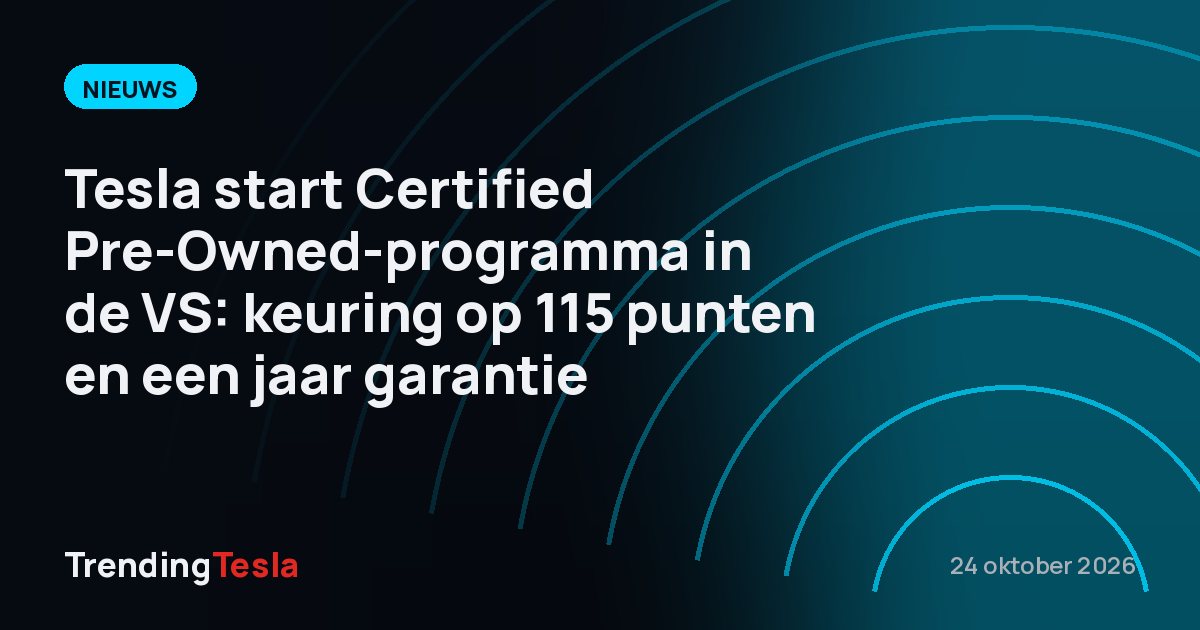 NIEUWS
Tesla start Certified
Pre-Owned-programma in
de VS: keuring op 115 punten
en een jaar garantie
TrendingTesla
24 oktober 2026